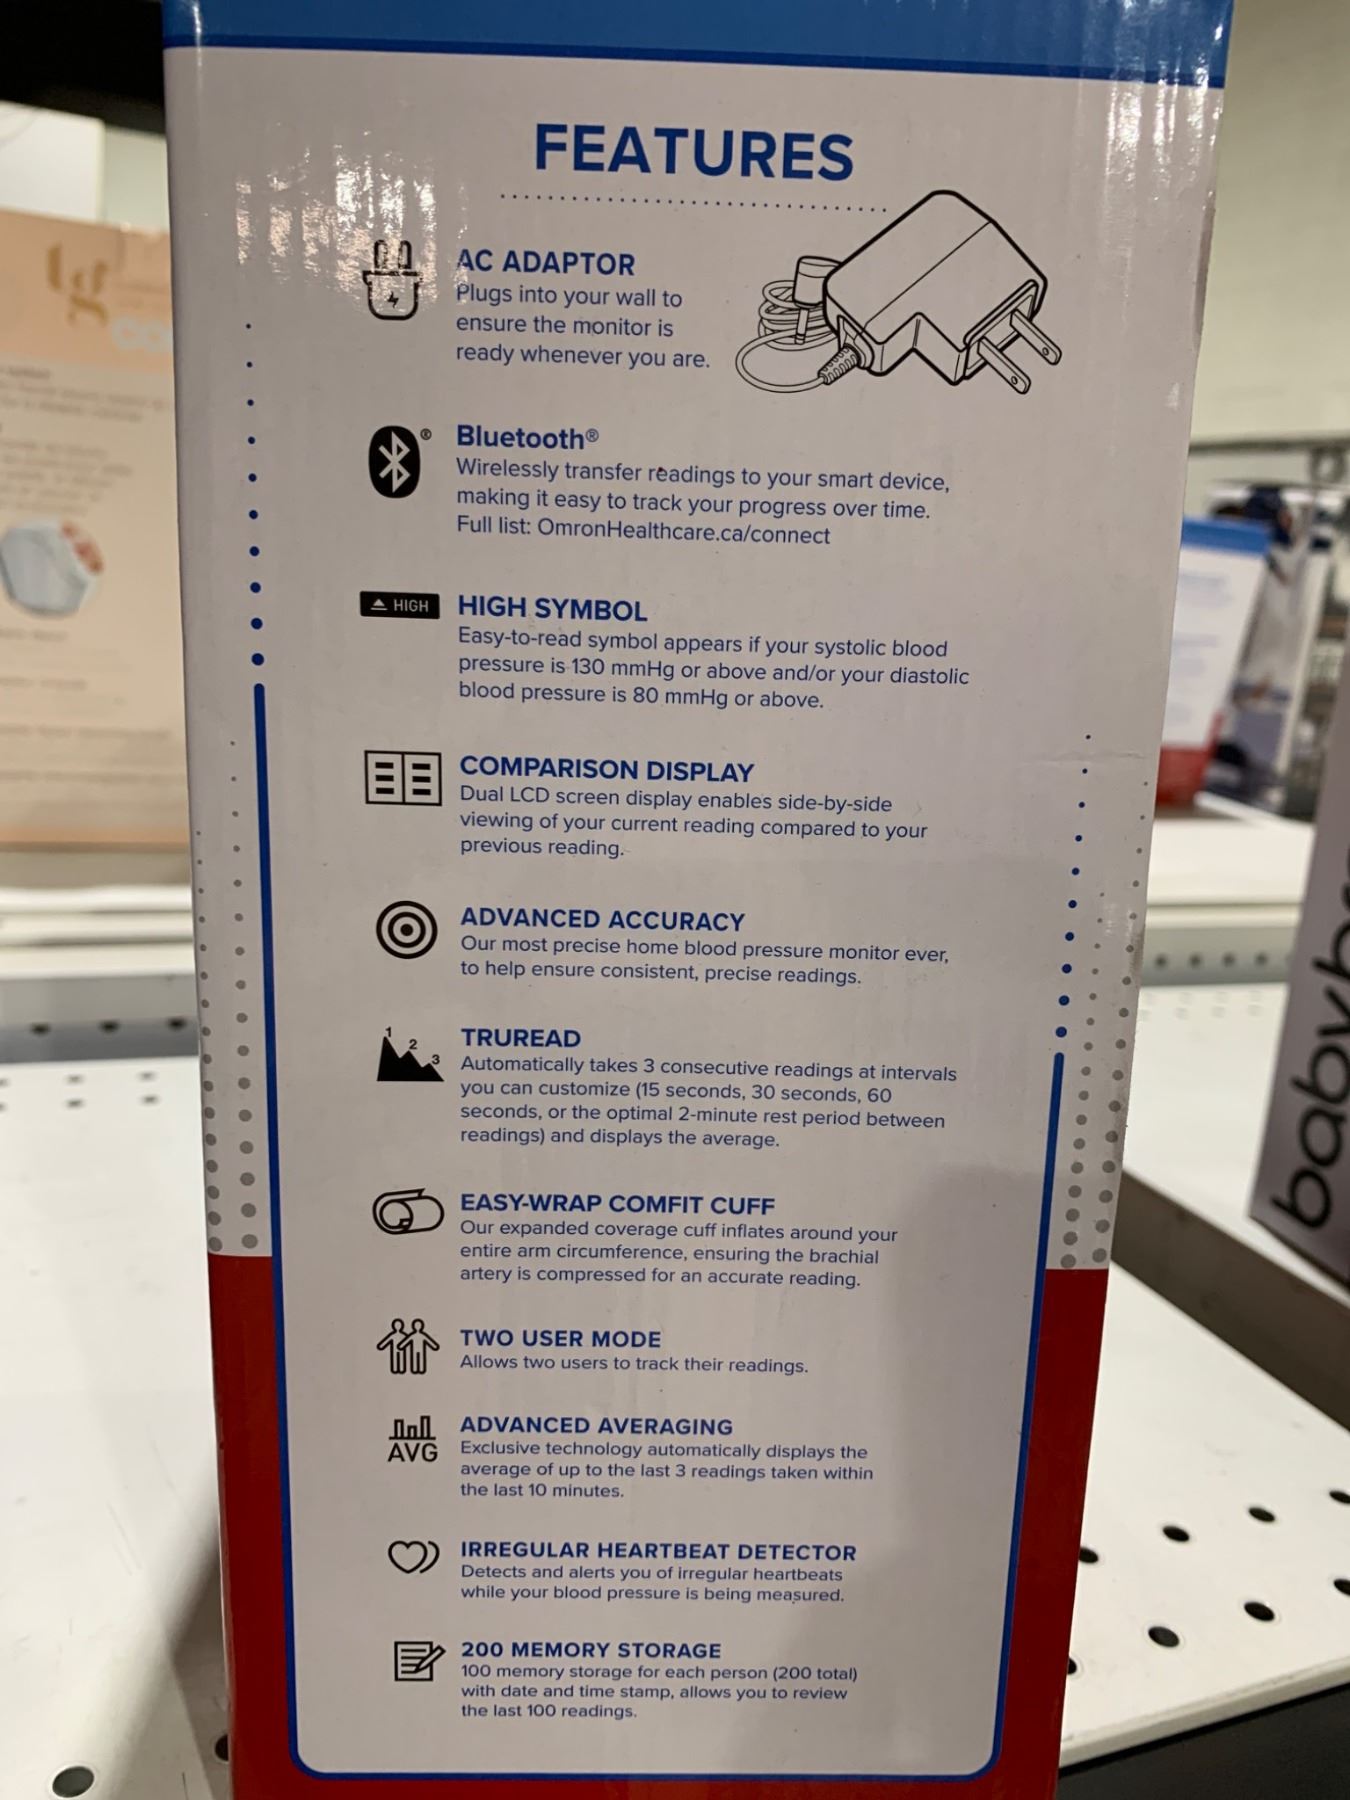 FEATURES
AC ADAPTOR
Plugs into your wall to
ensure the monitor is
ready whenever you are.
Bluetooth®
Wirelessly transfer readings to your smart device,
making it easy to track your progress over time.
Full list: OmronHealthcare.ca/connect
HIGH
HIGH SYMBOL
Easy-to-read symbol appears if your systolic blood
pressure is 130 mmHg or above and/or your diastolic
blood pressure is 80 mmHg or above.
COMPARISON DISPLAY
Dual LCD screen display enables side-by-side
viewing of your current reading compared to your
previous reading.
ADVANCED ACCURACY
Our most precise home blood pressure monitor ever,
to help ensure consistent, precise readings.
1
2
3
TRUREAD
Automatically takes 3 consecutive readings at intervals
you can customize (15 seconds, 30 seconds, 60
seconds, or the optimal 2-minute rest period between
readings) and displays the average.
EASY-WRAP COMFIT CUFF
Our expanded coverage cuff inflates around your
entire arm circumference, ensuring the brachial
artery is compressed for an accurate reading.
TWO USER MODE
Allows two users to track their readings.
AVG
ADVANCED AVERAGING
Exclusive technology automatically displays the
average of up to the last 3 readings taken within
the last 10 minutes.
IRREGULAR HEARTBEAT DETECTOR
Detects and alerts you of irregular heartbeats
while your blood pressure is being measured.
200 MEMORY STORAGE
100 memory storage for each person (200 total)
with date and time stamp, allows you to review
the last 100 readings.